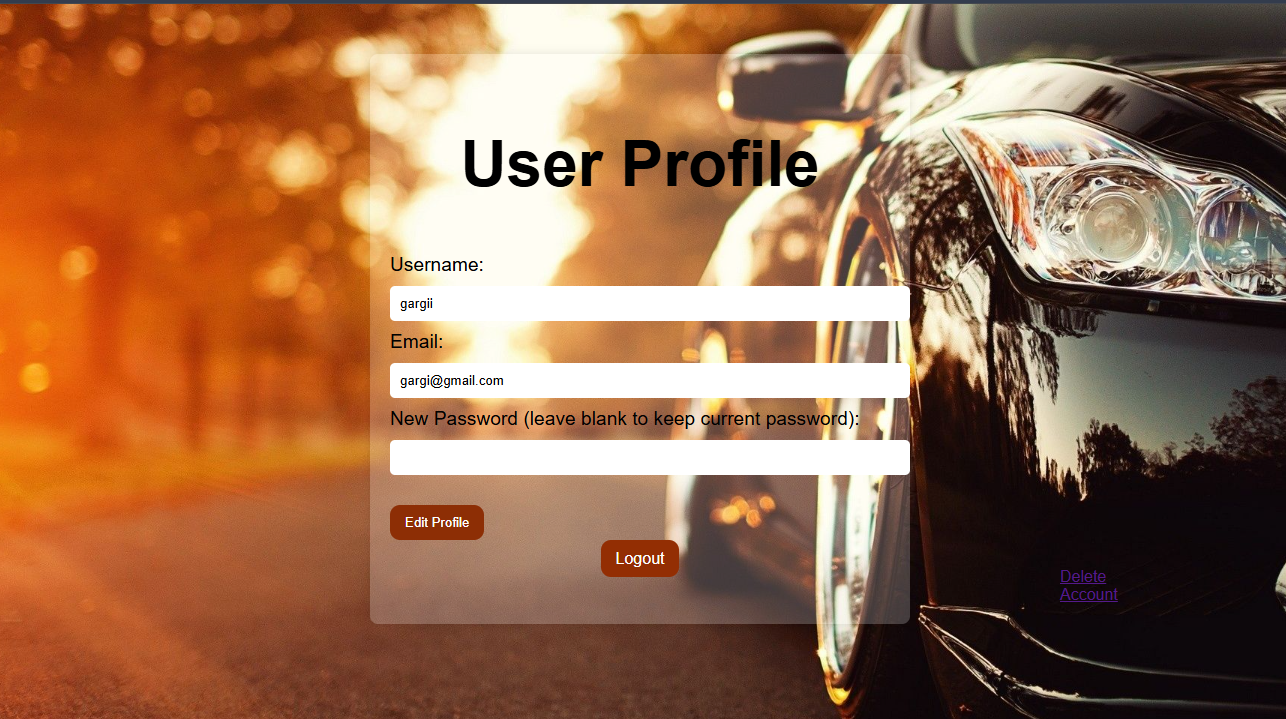 User Profile
Username:
gargii
Email:
gargi@gmail.com
New Password (leave blank to keep current password):
Edit Profile
Logout
Delete
Account